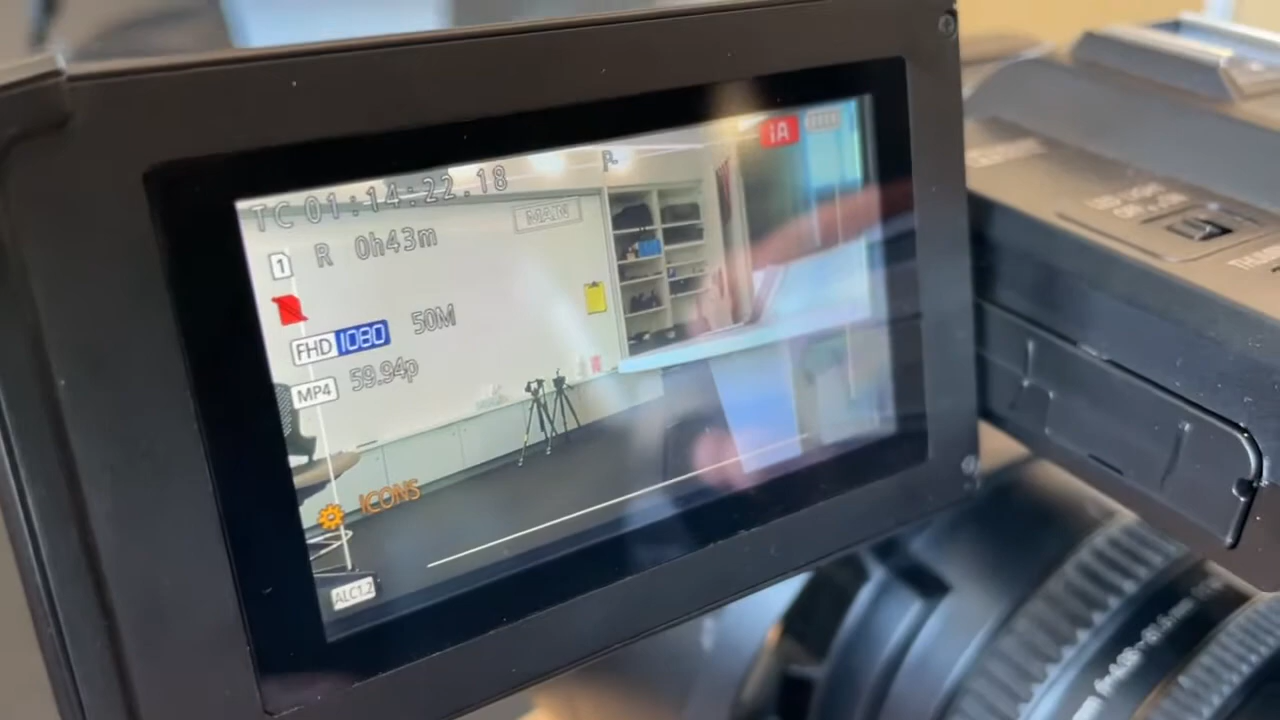 TC 01:14:22.18
iA
MAIN
1 R 0h43m
FHD 1080 50M
MP4 59.94p
ICONS
ALC1.2